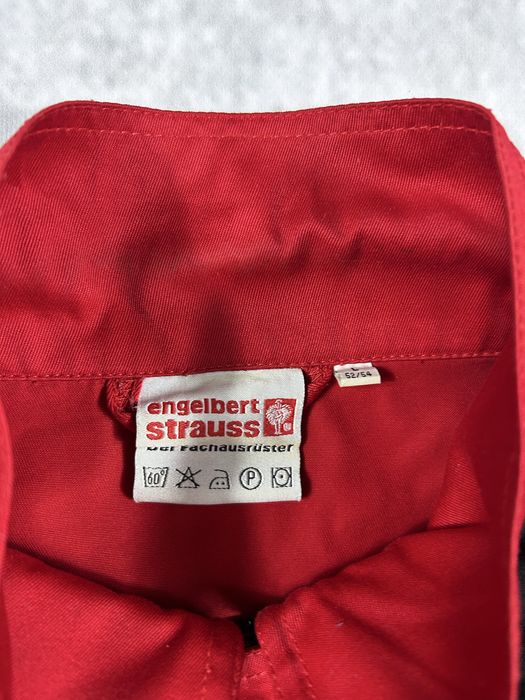 engelbert
strauss
Der Fachausrüster
60°
P
L
52/54